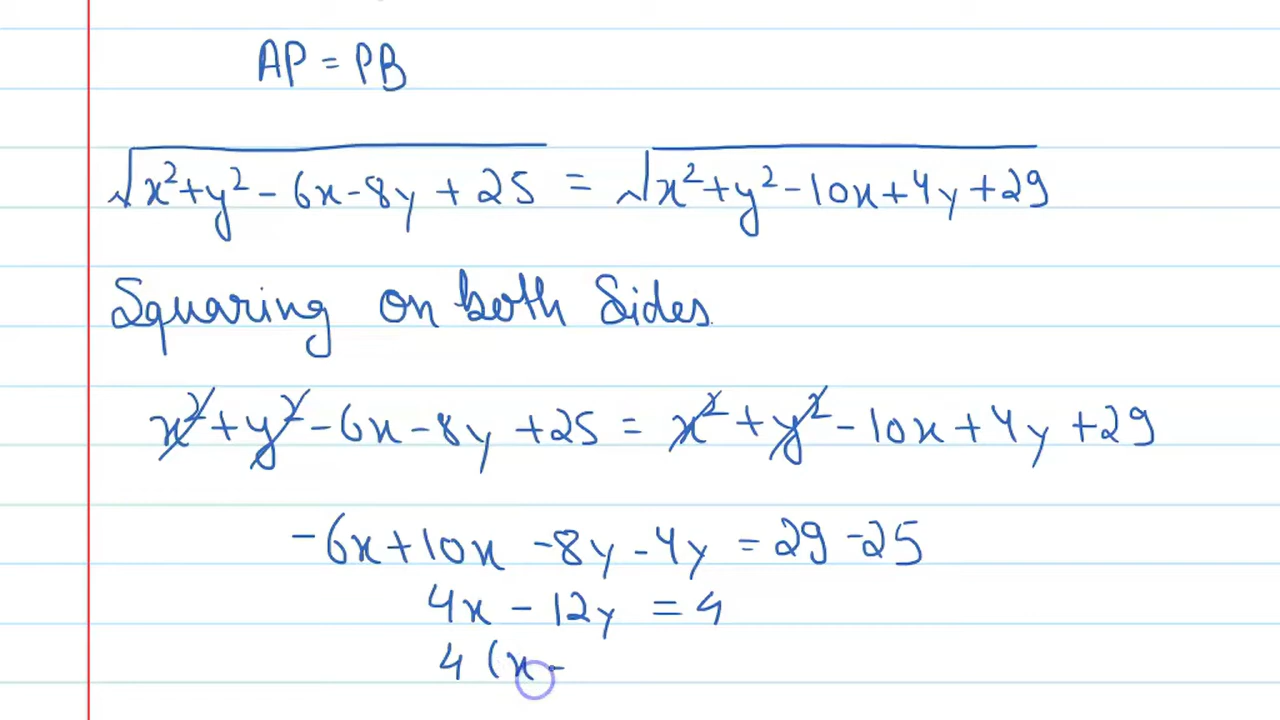 AP = PB
√x²+y²-6x-8y+25 = √x²+y²-10x+4y+29
Squaring on both Sides.
x²+y²-6x-8y+25 = x²+y²-10x+4y+29
-6x+10x-8y-4y = 29-25
4x-12y = 4
4(x-